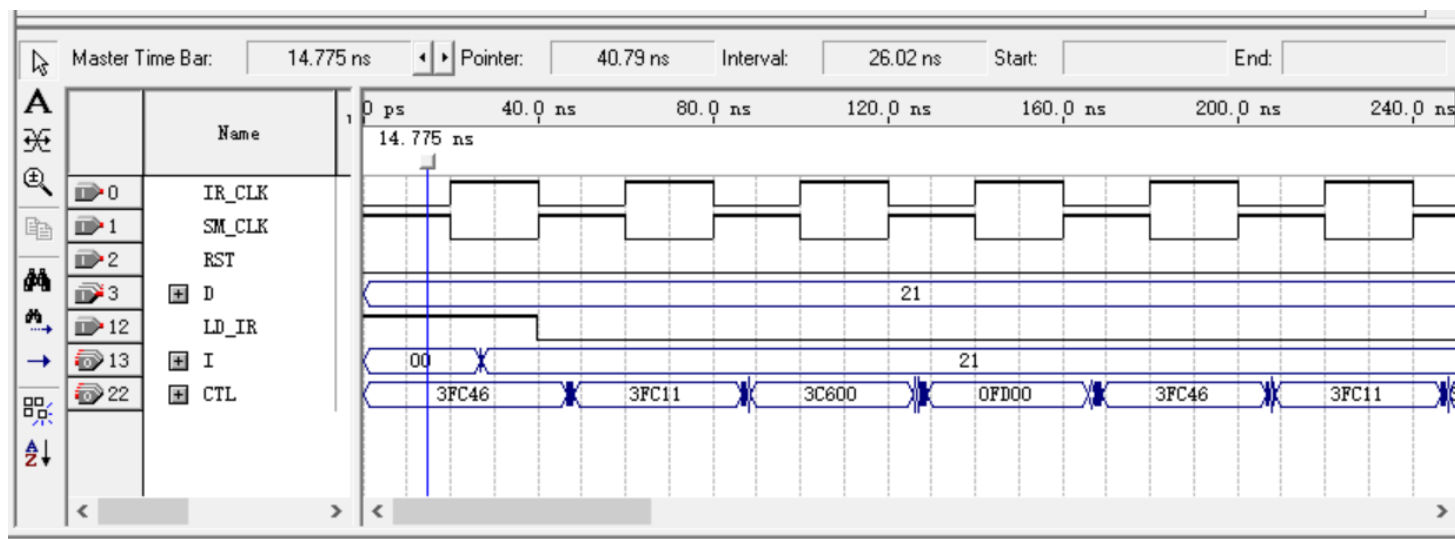 Master Time Bar: 14.775 ns Pointer: 40.79 ns Interval: 26.02 ns Start: End:
Name
0 ps 40.0 ns 80.0 ns 120.0 ns 160.0 ns 200.0 ns 240.0 ns
14.775 ns
0 IR_CLK
1 SM_CLK
2 RST
3 D 21
12 LD_IR
13 I 00 21
22 CTL 3FC46 3FC11 3C600 0FD00 3FC46 3FC11